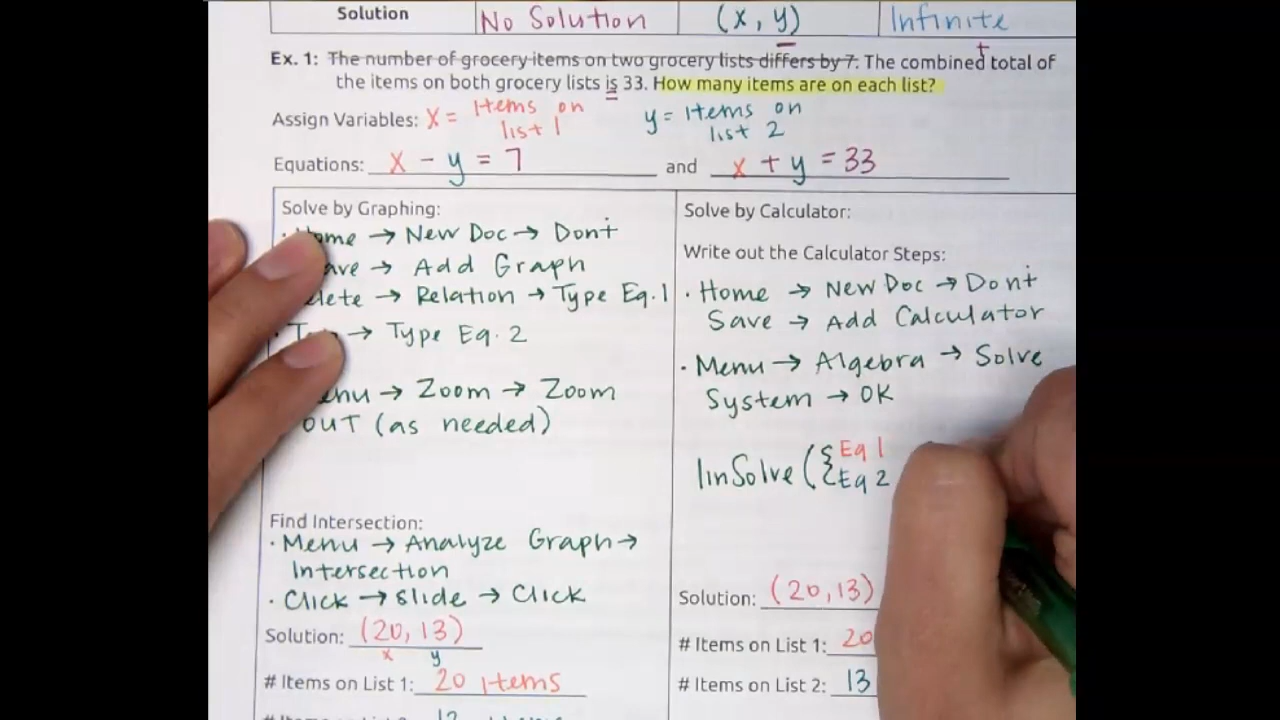 Solution No Solution (x, y) Infinite
Ex. 1: The number of grocery items on two grocery lists differs by 7. The combined total of
the items on both grocery lists is 33. How many items are on each list?
Assign Variables: x = items on list 1 y = items on list 2
Equations: x - y = 7 and x + y = 33
Solve by Graphing:
→ New Doc → Don't
→ Add Graph
→ Relation → Type Eq. 1
→ Type Eq. 2
→ Zoom → Zoom
OUT (as needed)
Find Intersection:
· Menu → Analyze Graph →
Intersection
· Click → slide → Click
Solution: (20, 13)
x y
# Items on List 1: 20 items
Solve by Calculator:
Write out the Calculator Steps:
· Home → New Doc → Don't
Save → Add Calculator
· Menu → Algebra → Solve
System → OK
linSolve ({Eq 1
Eq 2
Solution: (20, 13)
# Items on List 1: 20
# Items on List 2: 13